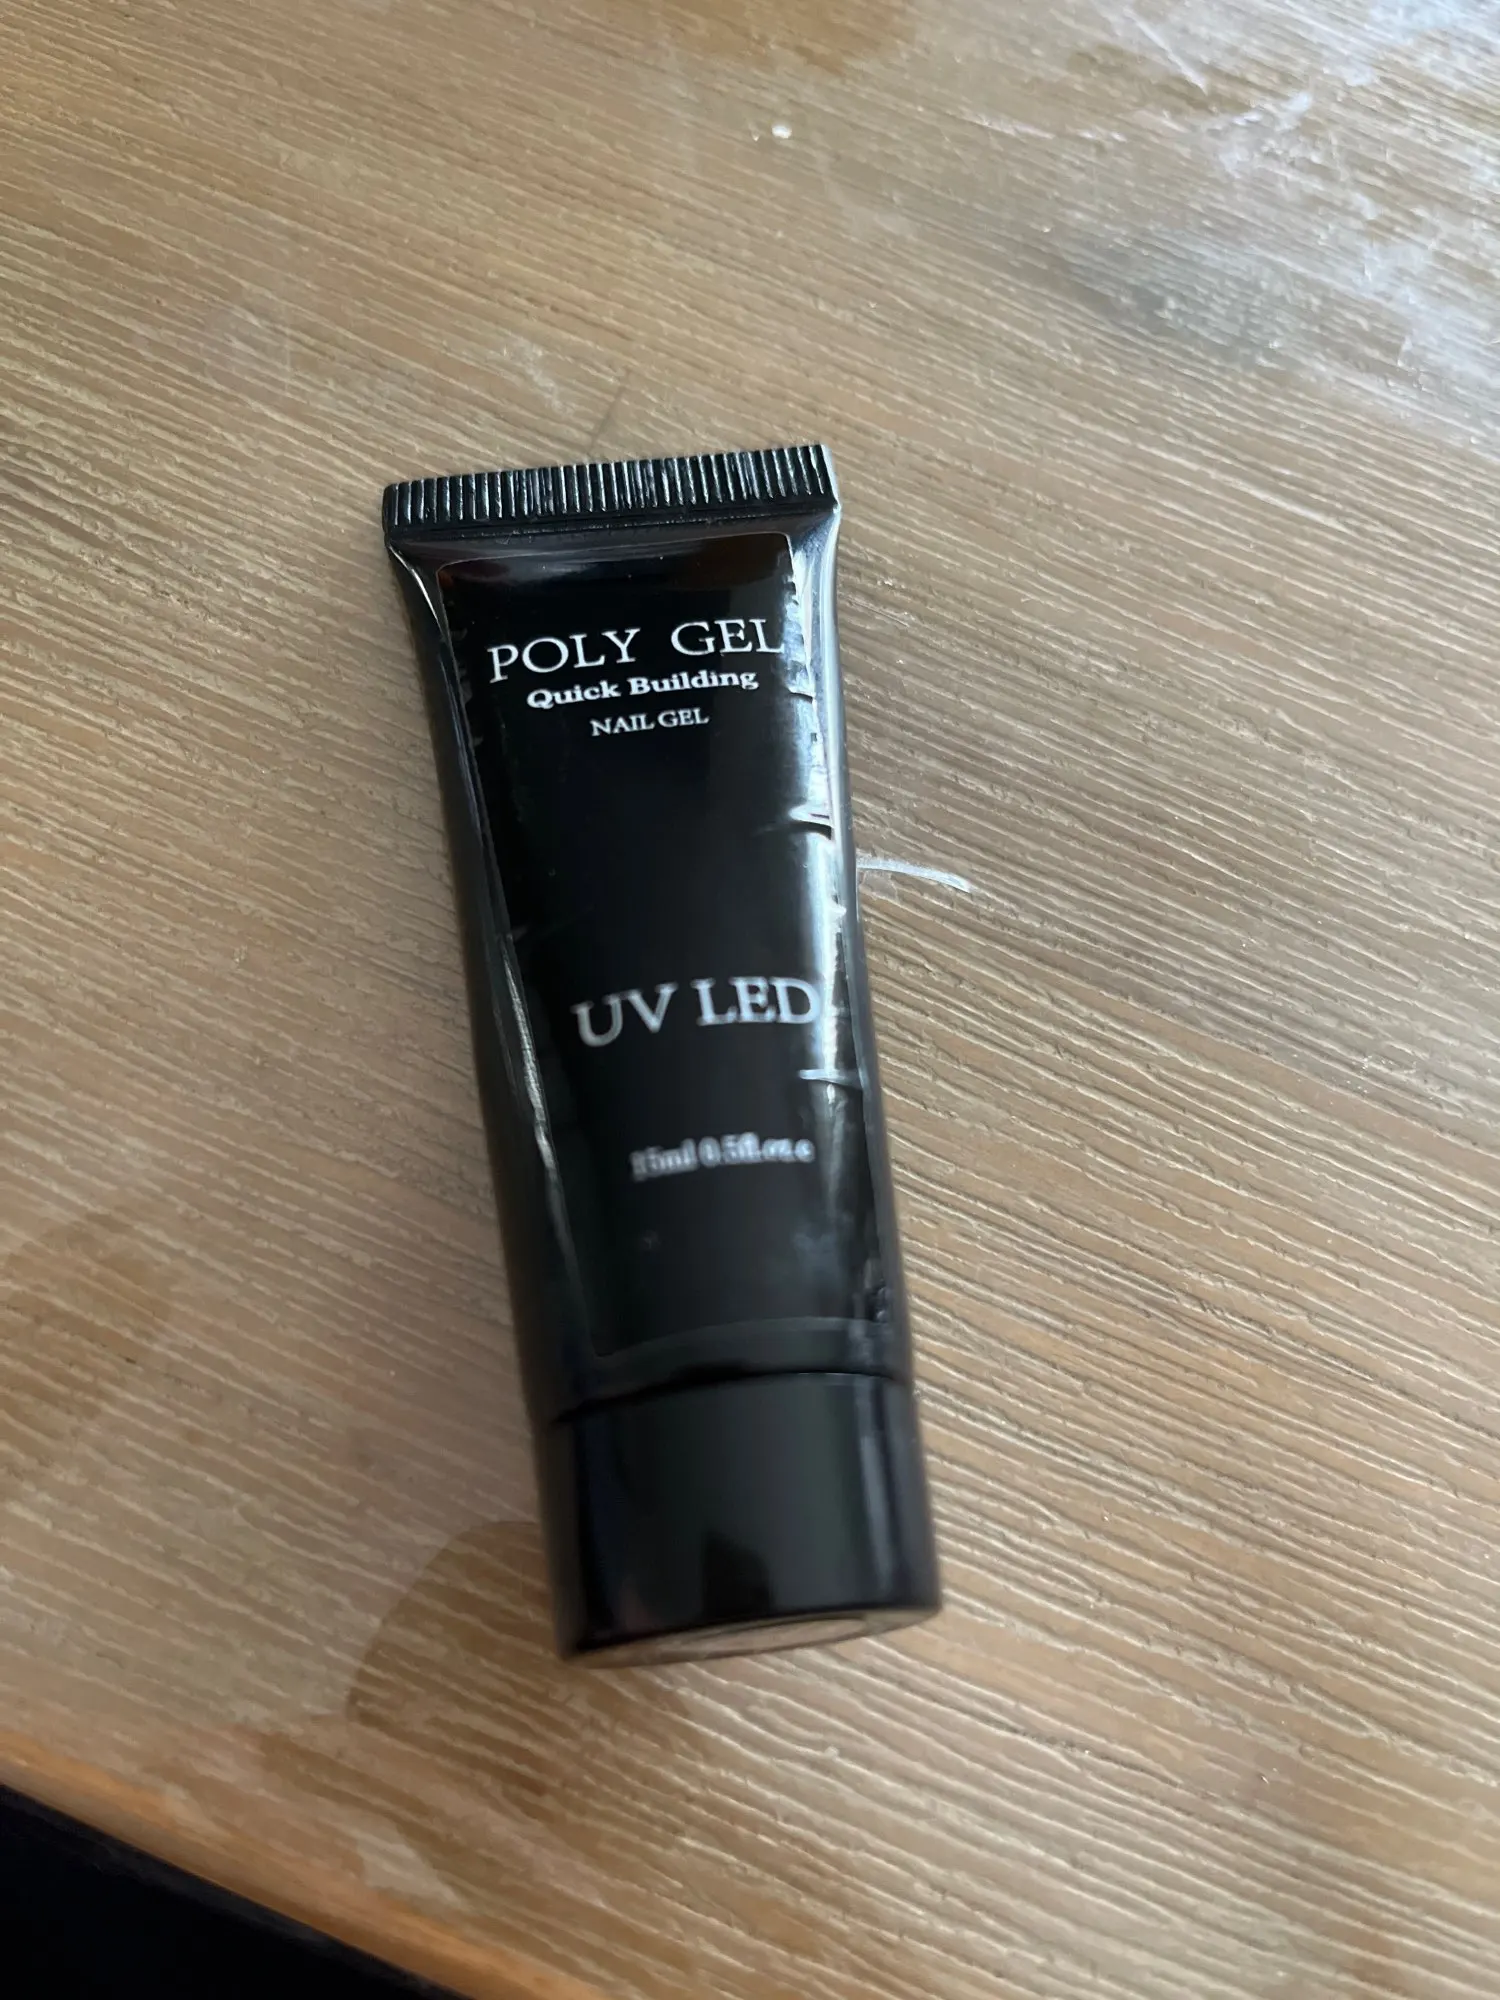 POLY GEL
Quick Building
NAIL GEL
UV LED
15ml 0.5fl.oz.e